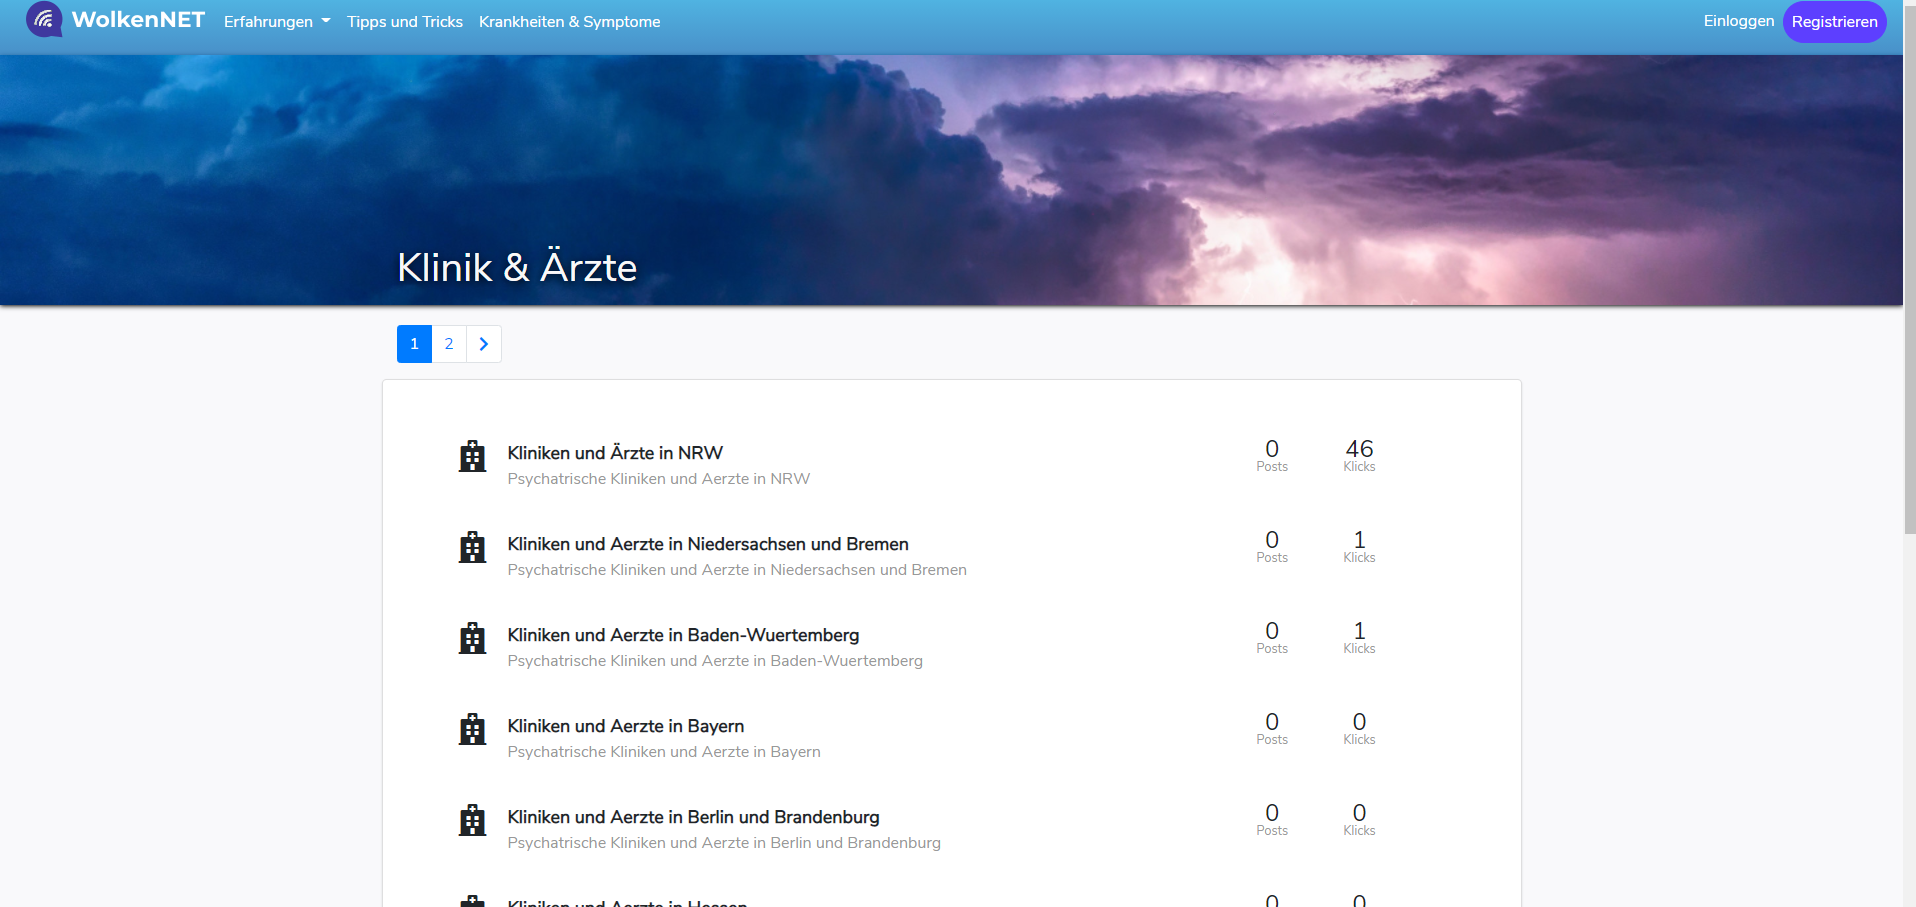 WolkenNET Erfahrungen Tipps und Tricks Krankheiten & Symptome Einloggen Registrieren
Klinik & Ärzte
1 2
Kliniken und Ärzte in NRW
Psychatrische Kliniken und Aerzte in NRW
0 46
Posts Klicks
Kliniken und Aerzte in Niedersachsen und Bremen
Psychatrische Kliniken und Aerzte in Niedersachsen und Bremen
0 1
Posts Klicks
Kliniken und Aerzte in Baden-Wuertemberg
Psychatrische Kliniken und Aerzte in Baden-Wuertemberg
0 1
Posts Klicks
Kliniken und Aerzte in Bayern
Psychatrische Kliniken und Aerzte in Bayern
0 0
Posts Klicks
Kliniken und Aerzte in Berlin und Brandenburg
Psychatrische Kliniken und Aerzte in Berlin und Brandenburg
0 0
Posts Klicks
Kliniken und Aerzte in Hessen
0 0